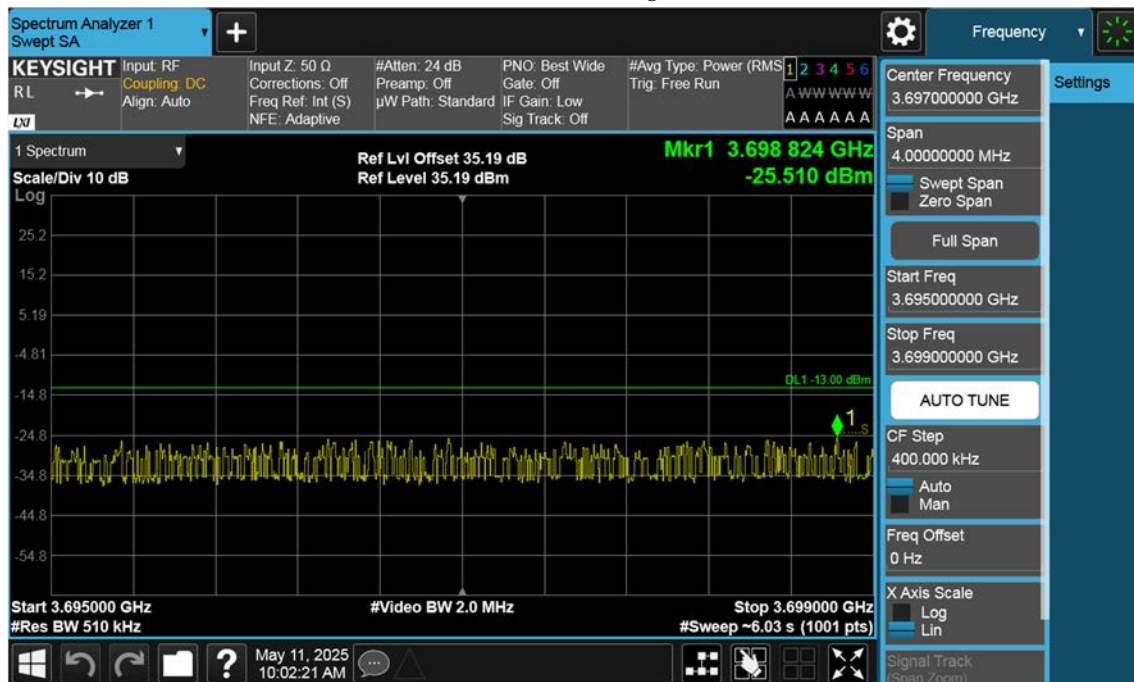 Spectrum Analyzer 1
Swept SA
Frequency
KEYSIGHT
RL
LXI
Input: RF
Coupling: DC
Align: Auto
Input Z: 50 Ω
Corrections: Off
Freq Ref: Int (S)
NFE: Adaptive
#Atten: 24 dB
Preamp: Off
µW Path: Standard
PNO: Best Wide
Gate: Off
IF Gain: Low
Sig Track: Off
#Avg Type: Power (RMS
Trig: Free Run
1 2 3 4 5 6
A W W W W W
A A A A A A
1 Spectrum
Scale/Div 10 dB
Log
Ref Lvl Offset 35.19 dB
Ref Level 35.19 dBm
Mkr1 3.698 824 GHz
-25.510 dBm
25.2
15.2
5.19
-4.81
-14.8
-24.8
-34.8
-44.8
-54.8
DL1 -13.00 dBm
1
S
Start 3.695000 GHz
#Res BW 510 kHz
#Video BW 2.0 MHz
Stop 3.699000 GHz
#Sweep ~6.03 s (1001 pts)
?
May 11, 2025
10:02:21 AM
Center Frequency
3.697000000 GHz
Span
4.00000000 MHz
Swept Span
Zero Span
Full Span
Start Freq
3.695000000 GHz
Stop Freq
3.699000000 GHz
AUTO TUNE
CF Step
400.000 kHz
Auto
Man
Freq Offset
0 Hz
X Axis Scale
Log
Lin
Signal Track
(Span Zoom)
Settings